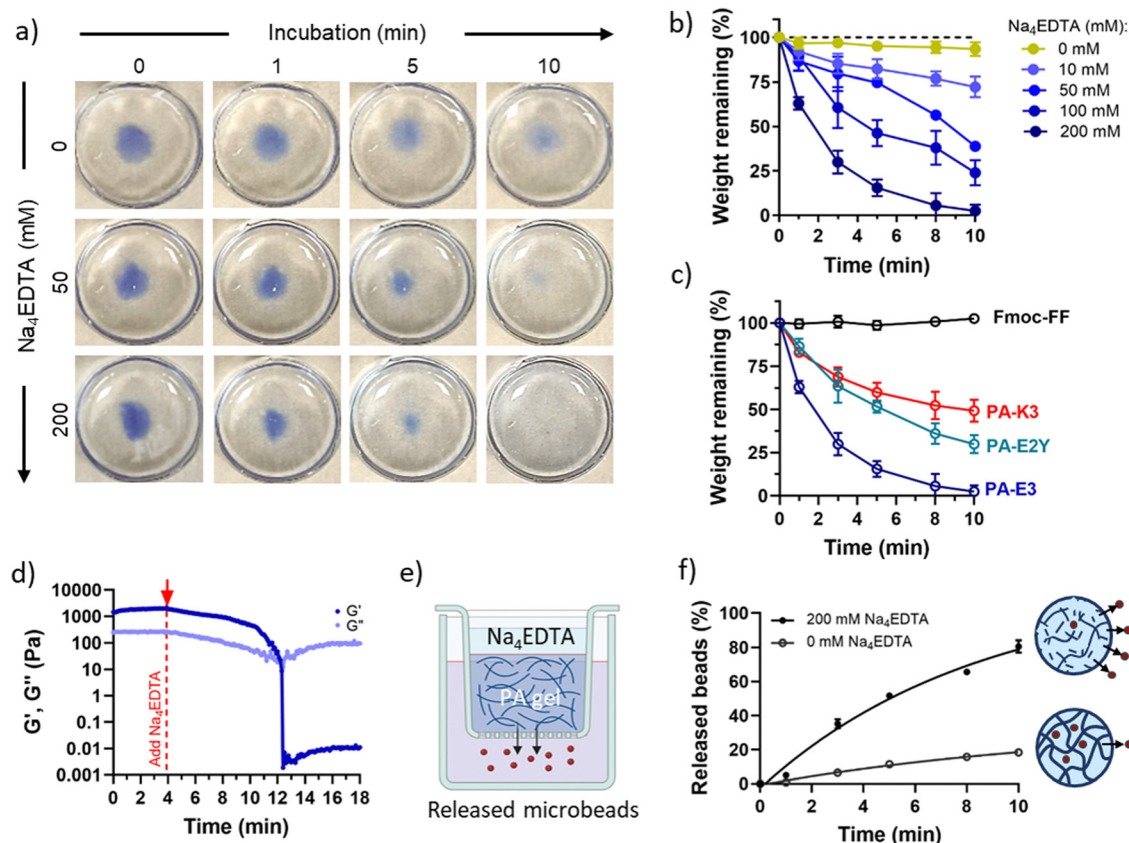 a)
Incubation (min)
0 1 5 10
Na₄EDTA (mM)
0
50
200
b)
Na₄EDTA (mM):
0 mM
10 mM
50 mM
100 mM
200 mM
Weight remaining (%)
100
75
50
25
0
0 2 4 6 8 10
Time (min)
c)
Weight remaining (%)
100
75
50
25
0
Fmoc-FF
PA-K3
PA-E2Y
PA-E3
0 2 4 6 8 10
Time (min)
d)
G', G'' (Pa)
10000
1000
100
10
1
0.1
0.01
0.001
Add Na₄EDTA
G'
G''
0 2 4 6 8 10 12 14 16 18
Time (min)
e)
Na₄EDTA
PA gel
Released microbeads
f)
Released beads (%)
100
80
60
40
20
0
200 mM Na₄EDTA
0 mM Na₄EDTA
0 2 4 6 8 10
Time (min)